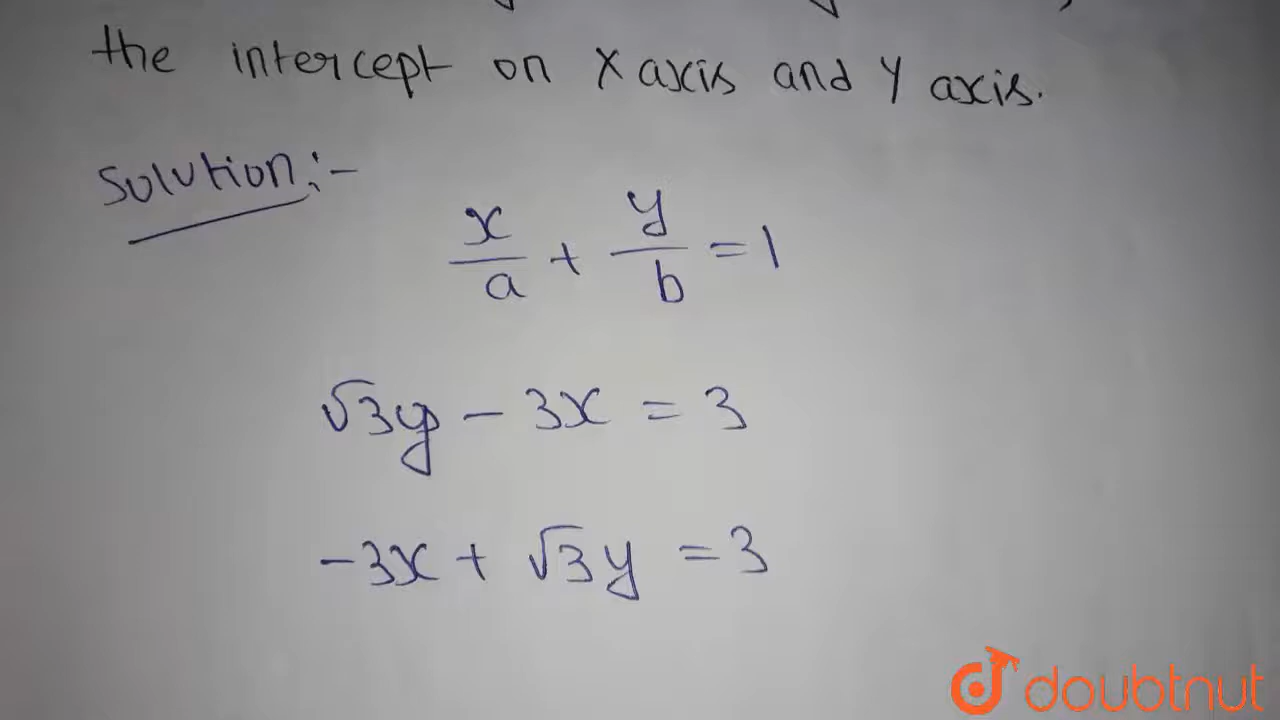 the intercept on X axis and Y axis.
Solution:-
x/a + y/b = 1
√3y - 3x = 3
-3x + √3y = 3
doubtnut